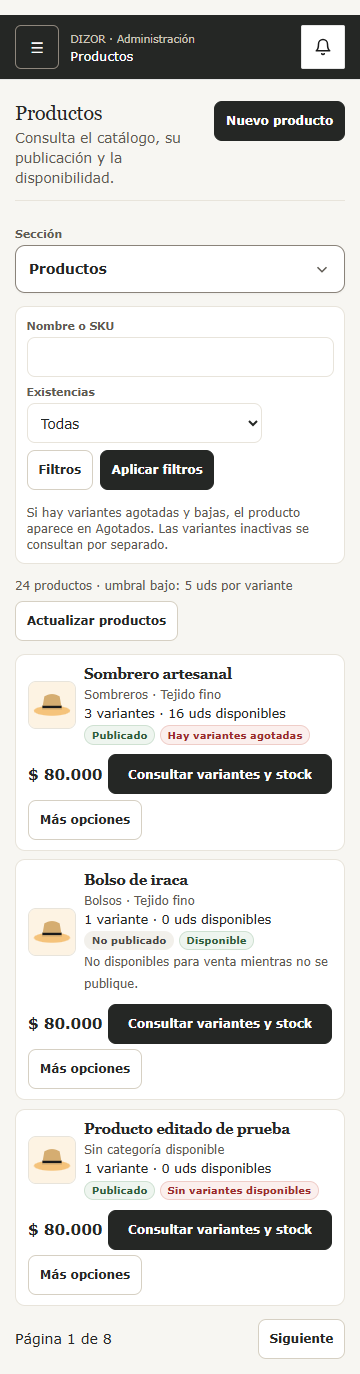 DIZOR · Administración
Productos
Productos
Nuevo producto
Consulta el catálogo, su
publicación y la
disponibilidad.
Sección
Productos
Nombre o SKU
Existencias
Todas
Filtros
Aplicar filtros
Si hay variantes agotadas y bajas, el producto
aparece en Agotados. Las variantes inactivas se
consultan por separado.
24 productos · umbral bajo: 5 uds por variante
Actualizar productos
Sombrero artesanal
Sombreros · Tejido fino
3 variantes · 16 uds disponibles
Publicado
Hay variantes agotadas
$ 80.000
Consultar variantes y stock
Más opciones
Bolso de iraca
Bolsos · Tejido fino
1 variante · 0 uds disponibles
No publicado
Disponible
No disponibles para venta mientras no se
publique.
$ 80.000
Consultar variantes y stock
Más opciones
Producto editado de prueba
Sin categoría disponible
1 variante · 0 uds disponibles
Publicado
Sin variantes disponibles
$ 80.000
Consultar variantes y stock
Más opciones
Página 1 de 8
Siguiente